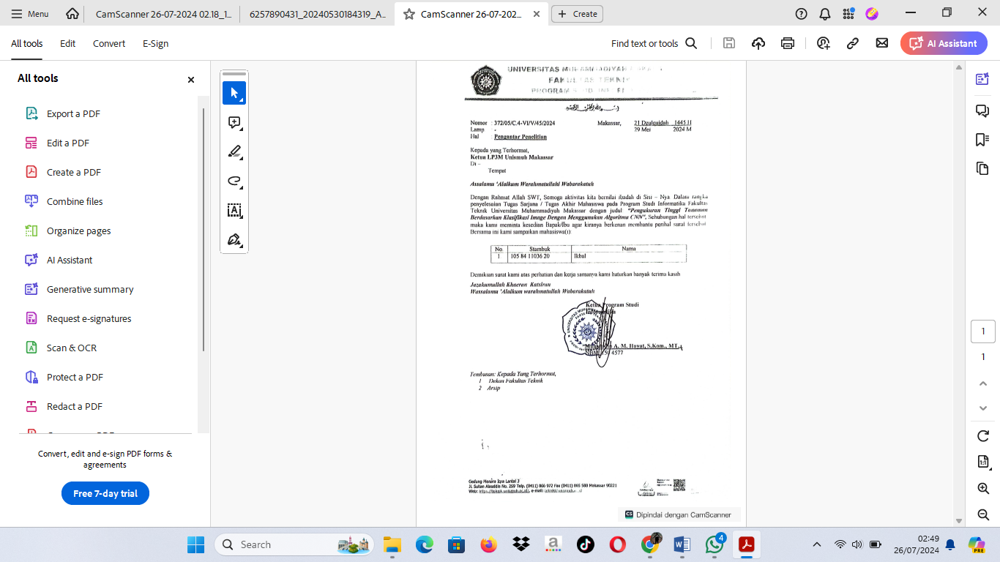 Menu
CamScanner 26-07-2024 02.18_1...
6257890431_20240530184319_A...
CamScanner 26-07-202...
Create
All tools
Edit
Convert
E-Sign
Find text or tools
AI Assistant
All tools
Export a PDF
Edit a PDF
Create a PDF
Combine files
Organize pages
AI Assistant
Generative summary
Request e-signatures
Scan & OCR
Protect a PDF
Redact a PDF
Convert, edit and e-sign PDF forms &
agreements
Free 7-day trial
UNIVERSITAS
FAKULTAS TEKNIK
PROGRAM
Nomor : 372/05/C.4-VI/V/45/2024 Makassar, 21 Dzulqaidah 1445 H
Lamp : - 29 Mei 2024 M
Hal : Pengantar Penelitian
Kepada yang Terhormat,
Ketua LP3M Unismuh Makassar
Di –
Tempat
Assalamu 'Alaikum Warahmatullahi Wabarakatuh
Dengan Rahmat Allah SWT, Semoga aktivitas kita bernilai ibadah di Sisi – Nya. Dalam rangka
penyelesaian Tugas Sarjana / Tugas Akhir Mahasiswa pada Program Studi Informatika Fakultas
Teknik Universitas Muhammadiyah Makassar dengan judul "Pengukuran Tinggi Tanaman
Berdasarkan Klasifikasi Image Dengan Menggunakan Algoritma CNN", Sehubungan hal tersebut
maka kami meminta kesedian Bapak/Ibu agar kiranya berkenan membantu perihal surat tersebut
Bersama ini kami sampaikan mahasiswa(i):
No Stambuk Nama
1 105 84 11036 20 Ikbal
Demikian surat kami atas perhatian dan kerja samanya kami haturkan banyak terima kasih
Jazakumullah Khaeran Katsiran
Wassalamu 'Alaikum warahmatullah Wabarakatuh
Ketua Program Studi
A. M. Hayat, S.Kom., MT.
4577
Tembusan: Kepada Yang Terhormat,
1 Dekan Fakultas Teknik
2 Arsip
Gedung Menara Iqra Lantai 3
Jl. Sultan Alauddin No. 259 Telp. (0411) 866 972 Fax (0411) 865 588 Makassar 90221
Web: e-mail:
CS Dipindai dengan CamScanner
1
1
1:1
Search
4
02:49
26/07/2024
PRE